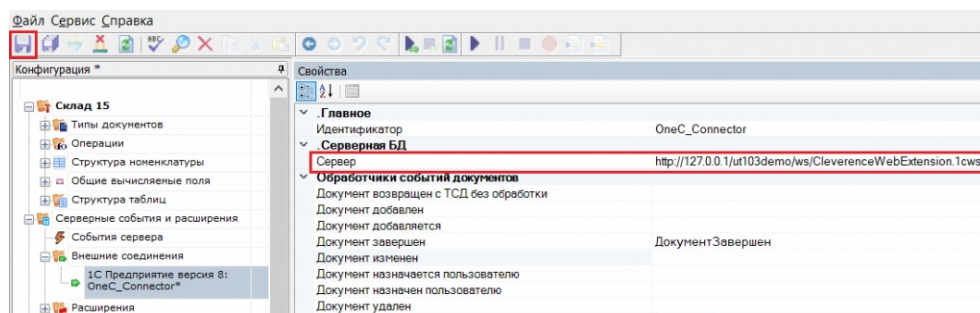 Файл Сервис Справка
Конфигурация *
Свойства
Склад 15
Типы документов
Операции
Структура номенклатуры
Общие вычисляемые поля
Структура таблиц
Серверные события и расширения
События сервера
Внешние соединения
1С Предприятие версия 8:
OneC_Connector*
Расширения
.Главное
Идентификатор OneC_Connector
.Серверная БД
Сервер http://127.0.0.1/ut103demo/ws/CleverenceWebExtension.1cws
Обработчики событий документов
Документ возвращен с ТСД без обработки
Документ добавлен
Документ добавляется
Документ завершен ДокументЗавершен
Документ изменен
Документ назначается пользователю
Документ назначен пользователю
Документ удален